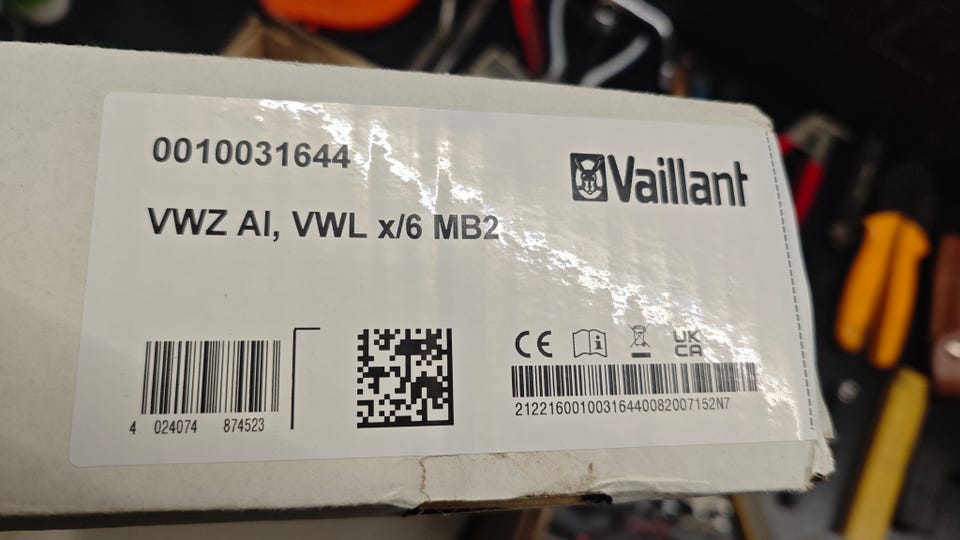 0010031644
Vaillant
VWZ AI, VWL x/6 MB2
CE
UK
CA
4 024074 874523
21221600100316440082007152N7